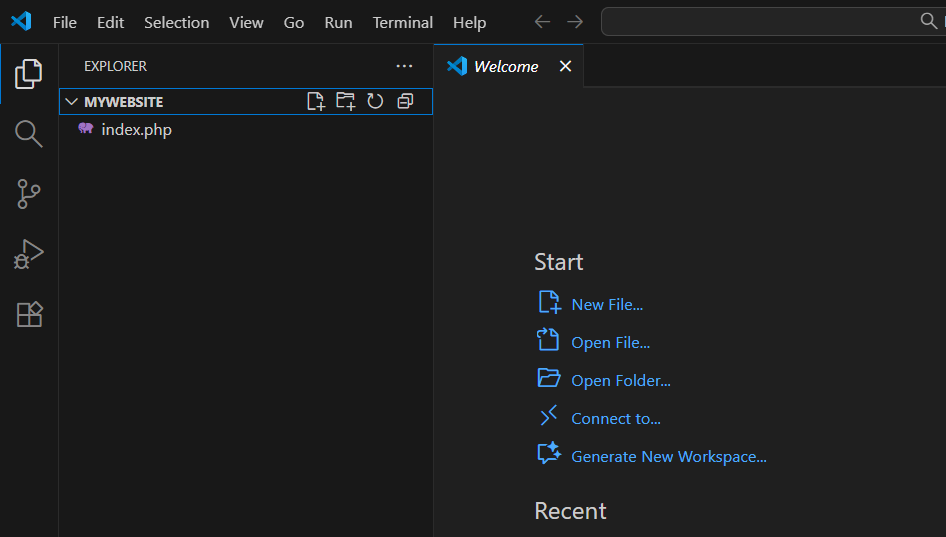 File Edit Selection View Go Run Terminal Help
EXPLORER
Welcome
MYWEBSITE
index.php
Start
New File...
Open File...
Open Folder...
Connect to...
Generate New Workspace...
Recent